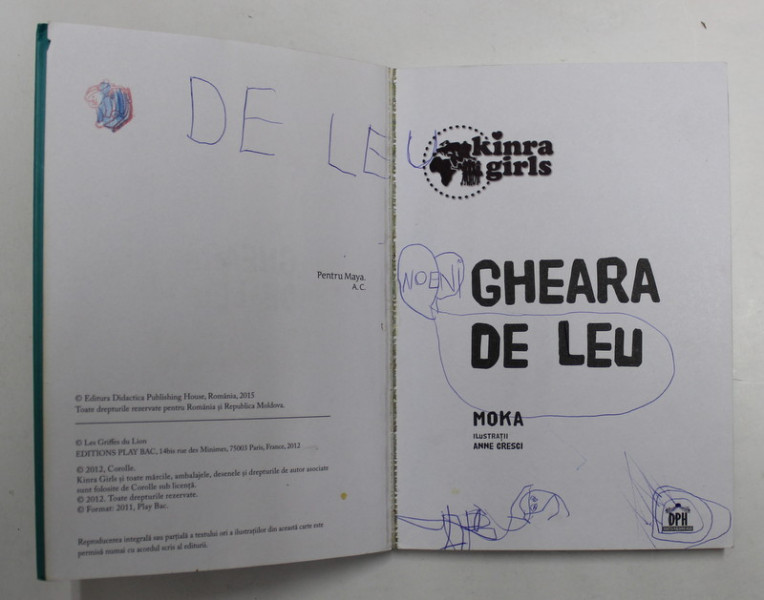 DE LEU
Pentru Maya.
A.C.
© Editura Didactica Publishing House, România, 2015
Toate drepturile rezervate pentru România și Republica Moldova.
© Les Griffes du Lion
EDITIONS PLAY BAC, 14bis rue des Minimes, 75003 Paris, France, 2012
© 2012, Corolle.
Kinra Girls și toate mărcile, ambalajele, desenele și drepturile de autor asociate
sunt folosite de Corolle sub licență.
© 2012. Toate drepturile rezervate.
© Format: 2011, Play Bac.
Reproducerea integrală sau parțială a textului ori a ilustrațiilor din această carte este
permisă numai cu acordul scris al editurii.
kinra
girls
NOENI
GHEARA
DE LEU
MOKA
ILUSTRAȚII
ANNE CRESCI
DPH